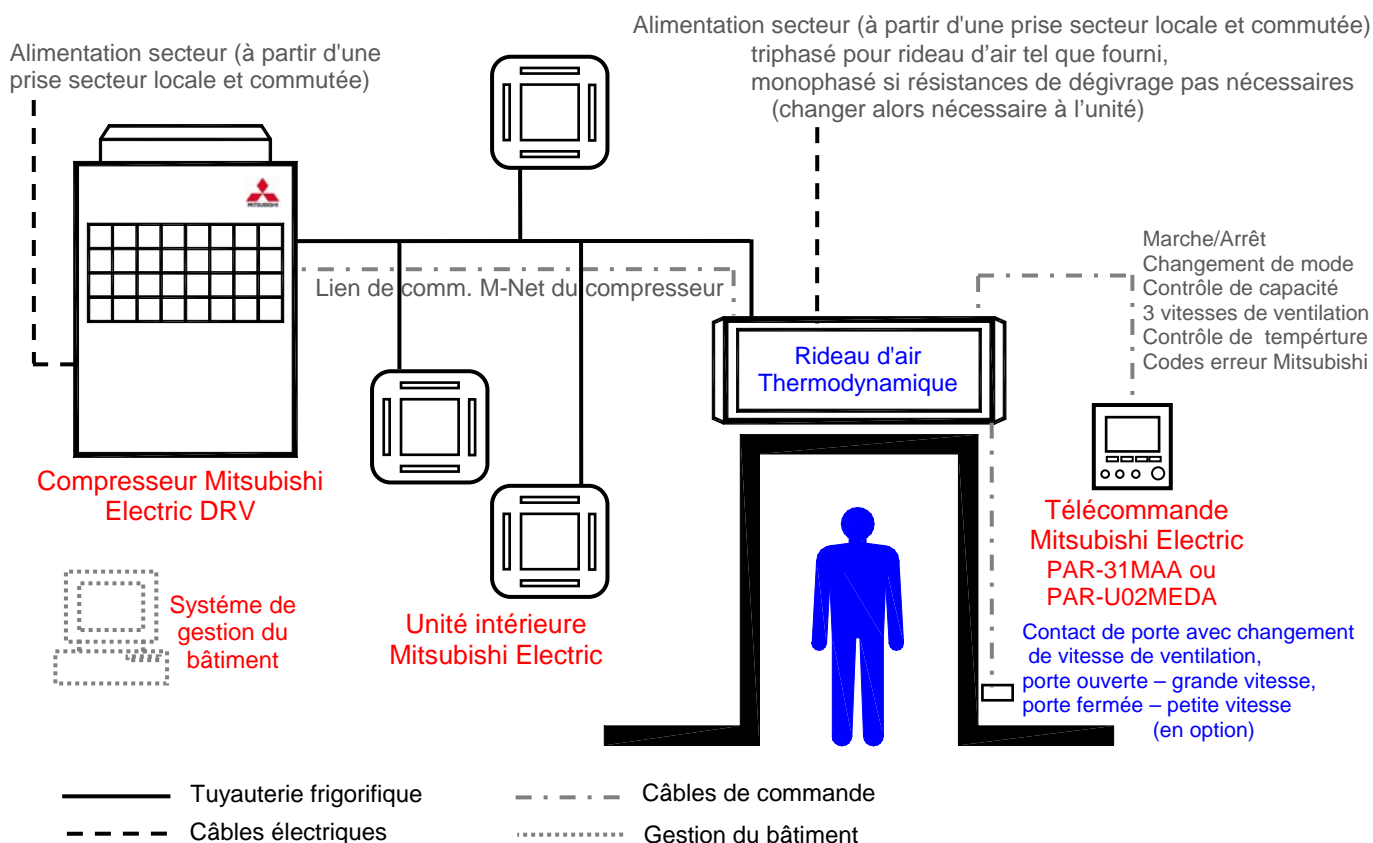 Alimentation secteur (à partir d'une
prise secteur locale et commutée)
Alimentation secteur (à partir d'une prise secteur locale et commutée)
triphasé pour rideau d'air tel que fourni,
monophasé si résistances de dégivrage pas nécessaires
(changer alors nécessaire à l'unité)
MITSUBISHI
Lien de comm. M-Net du compresseur
Marche/Arrêt
Changement de mode
Contrôle de capacité
3 vitesses de ventilation
Contrôle de tempérture
Codes erreur Mitsubishi
Rideau d'air
Thermodynamique
Compresseur Mitsubishi
Electric DRV
Télécommande
Mitsubishi Electric
PAR-31MAA ou
PAR-U02MEDA
Systéme de
gestion du
bâtiment
Unité intérieure
Mitsubishi Electric
Contact de porte avec changement
de vitesse de ventilation,
porte ouverte – grande vitesse,
porte fermée – petite vitesse
(en option)
Tuyauterie frigorifique
Câbles de commande
Câbles électriques
Gestion du bâtiment